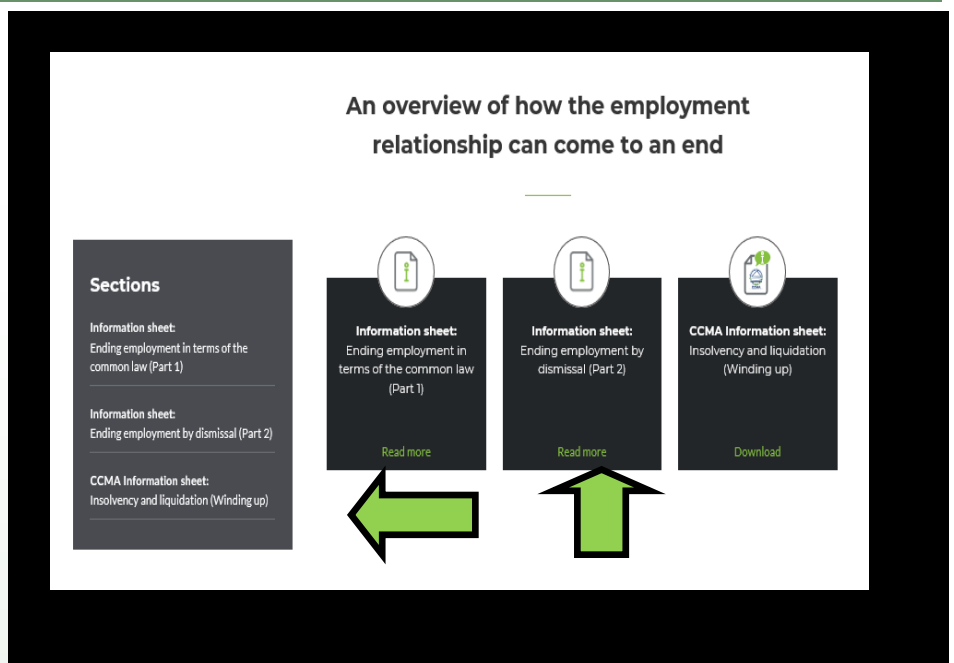 An overview of how the employment
relationship can come to an end
Sections
Information sheet:
Ending employment in terms of the
common law (Part 1)
Information sheet:
Ending employment by dismissal (Part 2)
CCMA Information sheet:
Insolvency and liquidation (Winding up)
Information sheet:
Ending employment in
terms of the common law
(Part 1)
Read more
Information sheet:
Ending employment by
dismissal (Part 2)
Read more
CCMA Information sheet:
Insolvency and liquidation
(Winding up)
Download